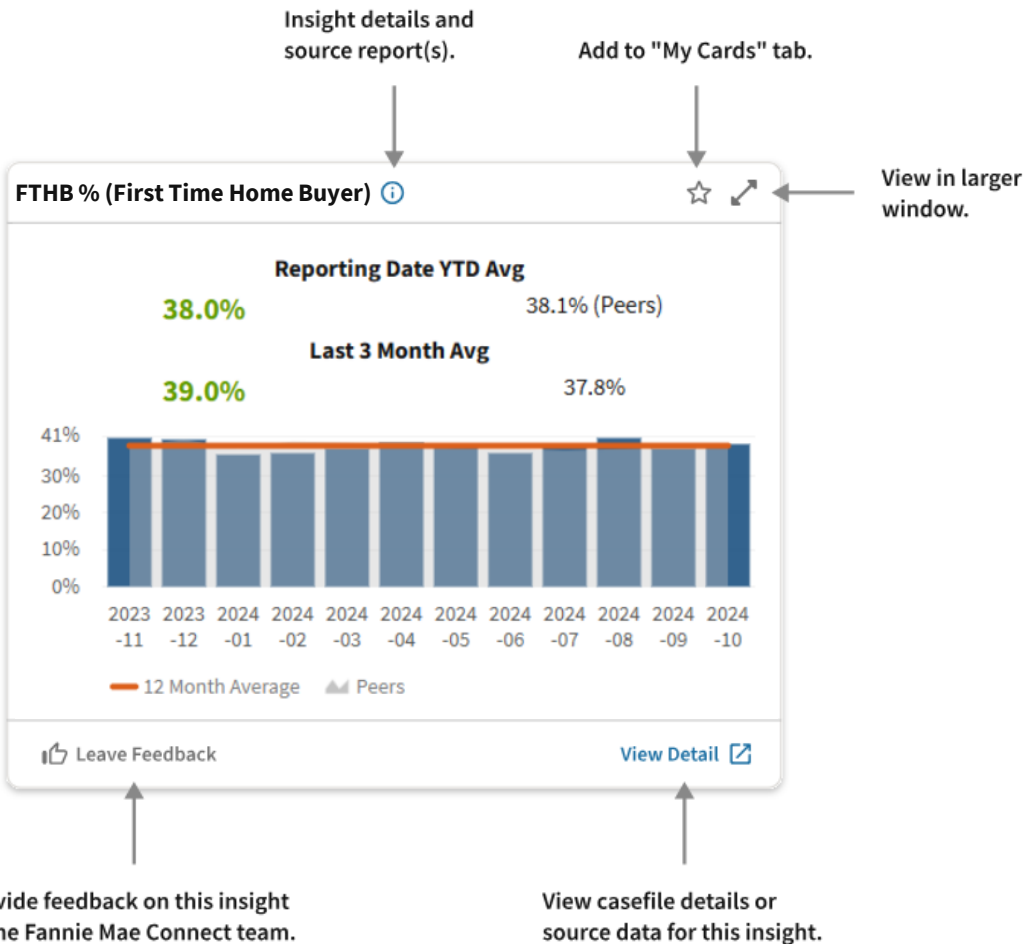 Insight details and
source report(s).
Add to "My Cards" tab.
View in larger
window.
FTHB % (First Time Home Buyer)
Reporting Date YTD Avg
38.0% 38.1% (Peers)
Last 3 Month Avg
39.0% 37.8%
41%
30%
20%
10%
0%
2023 2023 2024 2024 2024 2024 2024 2024 2024 2024 2024 2024
-11 -12 -01 -02 -03 -04 -05 -06 -07 -08 -09 -10
12 Month Average Peers
Leave Feedback View Detail
vide feedback on this insight
ne Fannie Mae Connect team.
View casefile details or
source data for this insight.